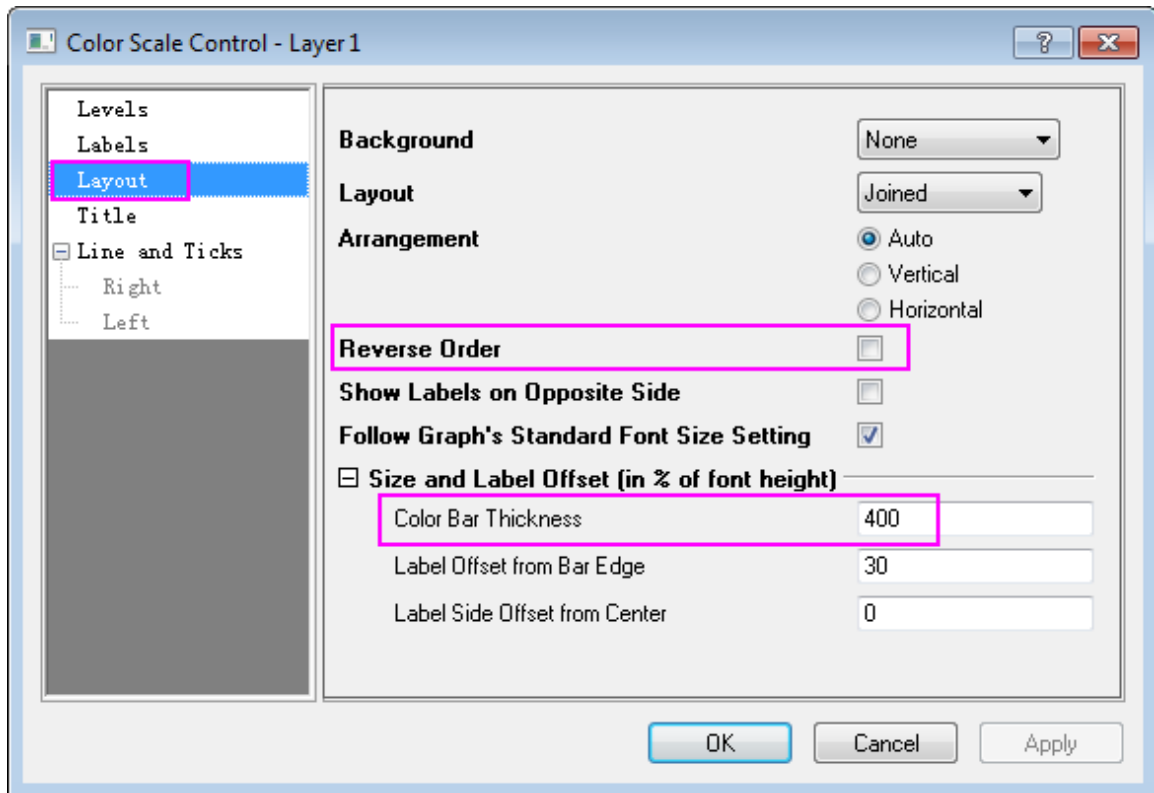 Color Scale Control - Layer 1
Levels
Labels
Layout
Title
Line and Ticks
Right
Left
Background None
Layout Joined
Arrangement Auto
Vertical
Horizontal
Reverse Order
Show Labels on Opposite Side
Follow Graph's Standard Font Size Setting
Size and Label Offset (in % of font height)
Color Bar Thickness 400
Label Offset from Bar Edge 30
Label Side Offset from Center 0
OK Cancel Apply